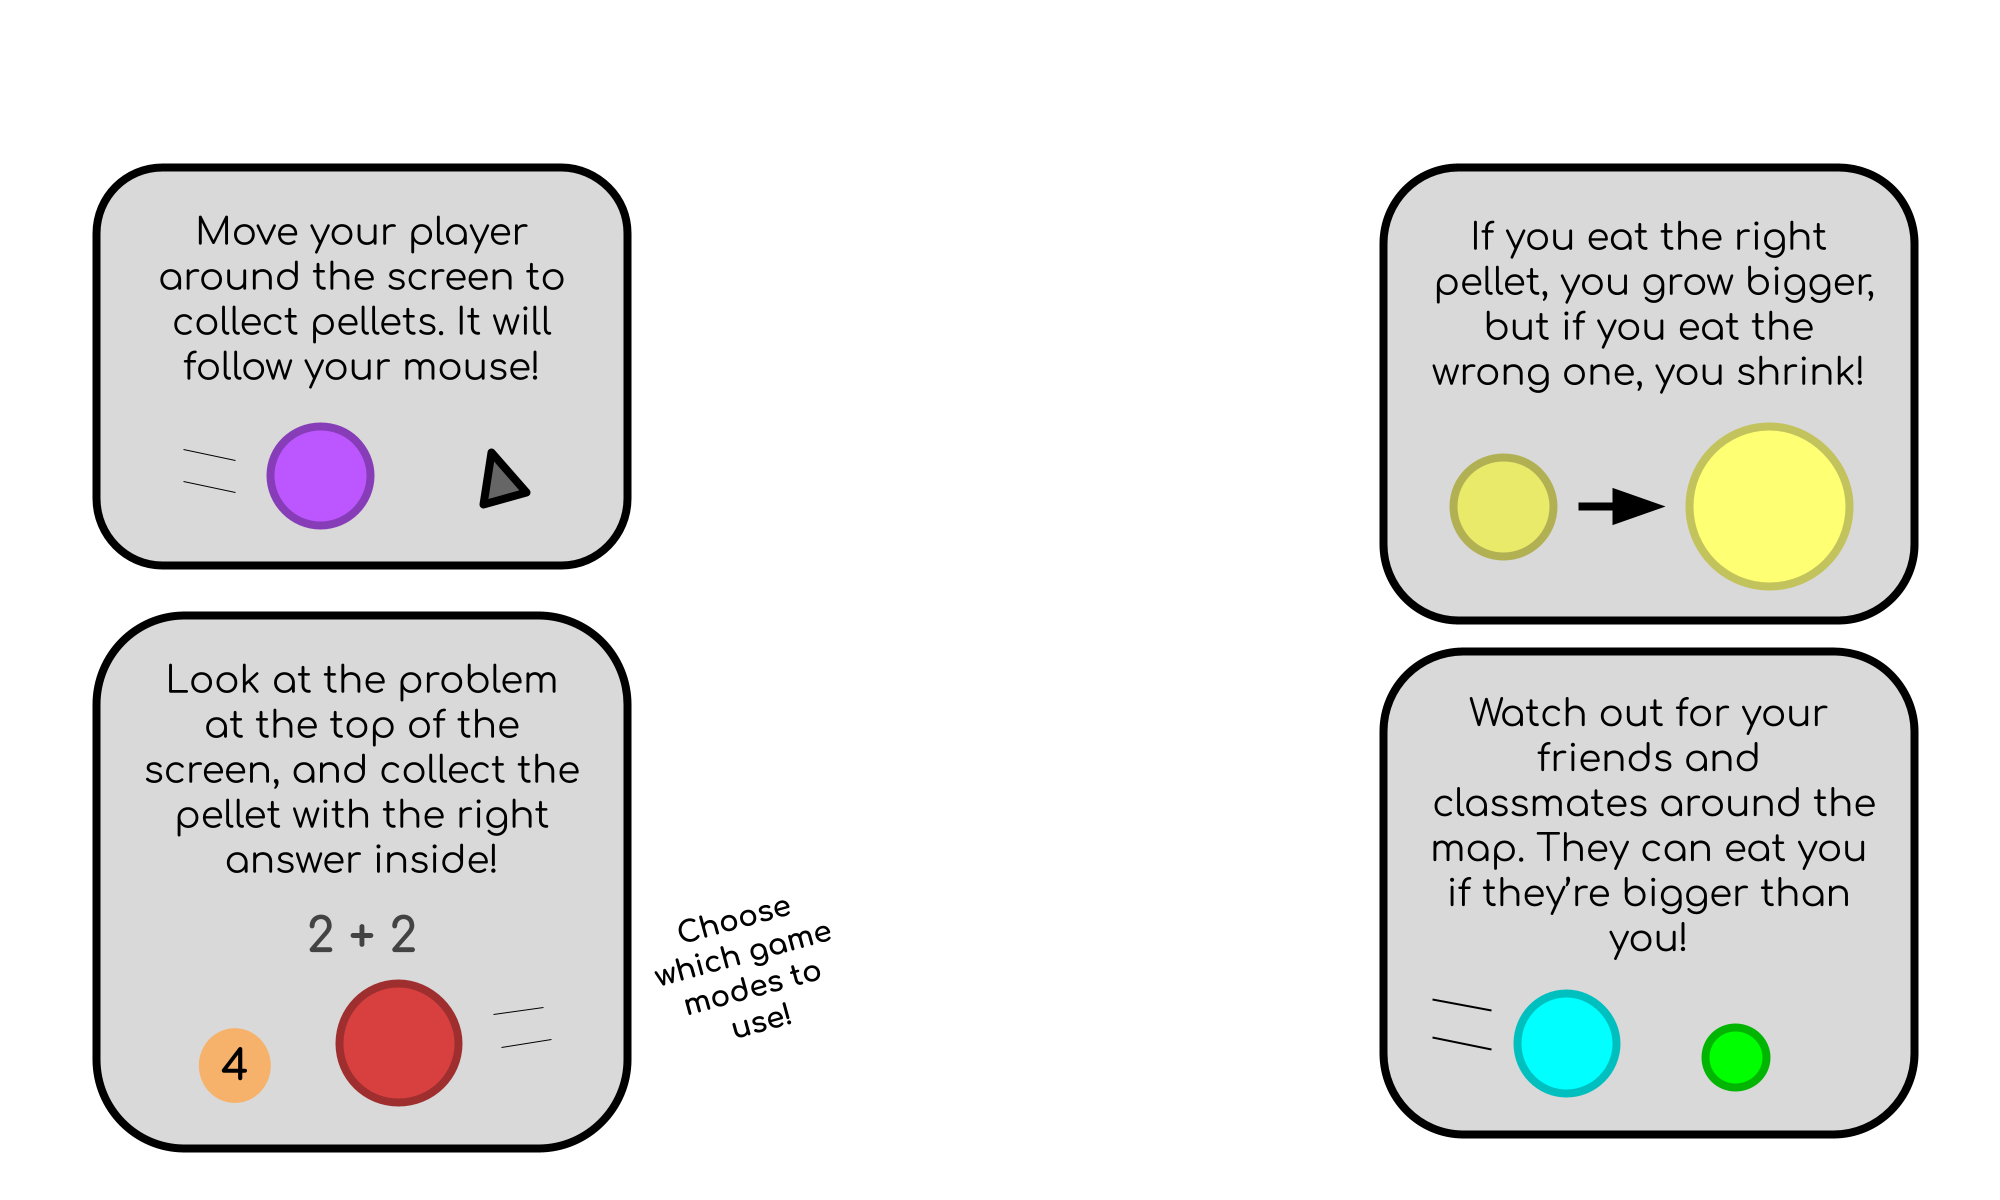 Move your player
around the screen to
collect pellets. It will
follow your mouse!
Look at the problem
at the top of the
screen, and collect the
pellet with the right
answer inside!
2 + 2
4
Choose
which game
modes to
use!
If you eat the right
pellet, you grow bigger,
but if you eat the
wrong one, you shrink!
Watch out for your
friends and
classmates around the
map. They can eat you
if they're bigger than
you!